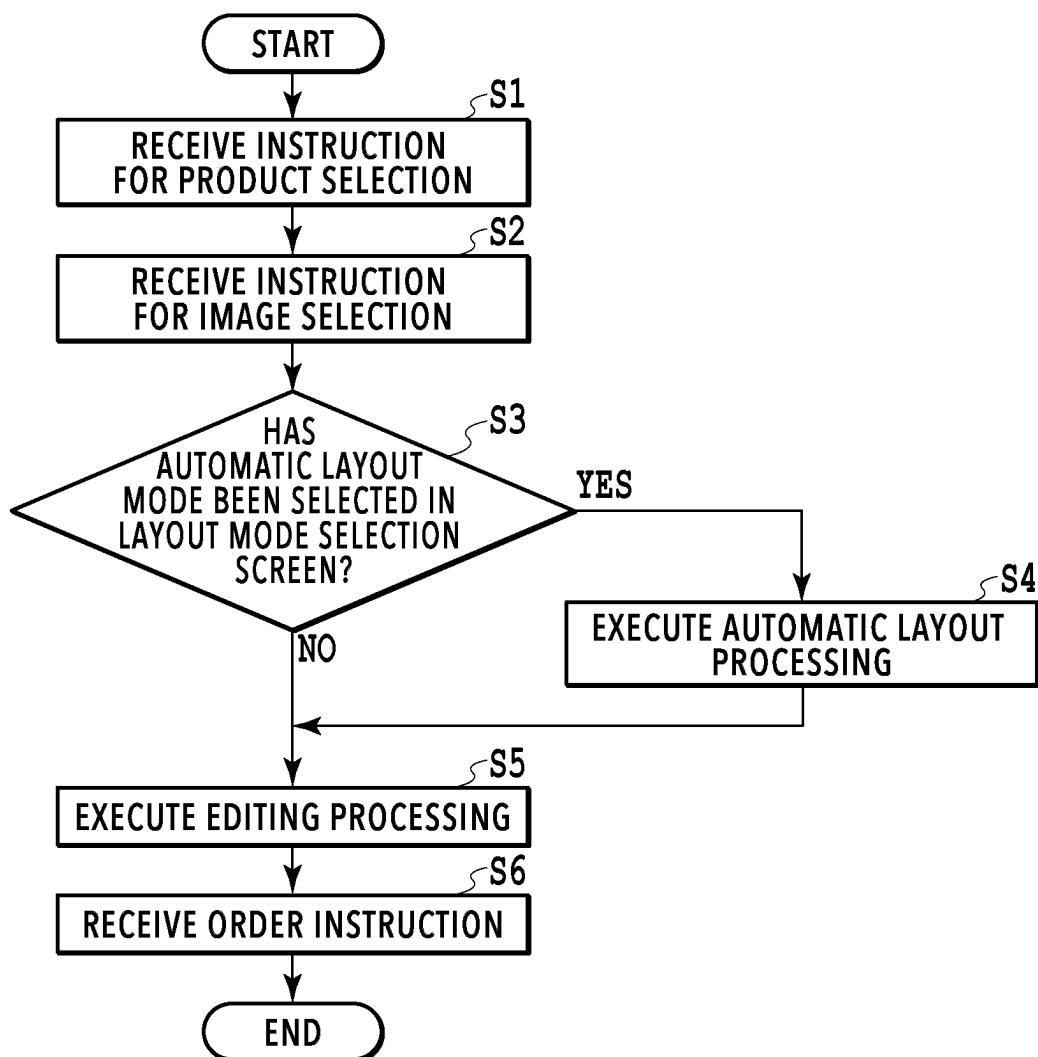 START
S1
RECEIVE INSTRUCTION
FOR PRODUCT SELECTION
S2
RECEIVE INSTRUCTION
FOR IMAGE SELECTION
S3
HAS
AUTOMATIC LAYOUT
MODE BEEN SELECTED IN
LAYOUT MODE SELECTION
SCREEN?
YES
S4
EXECUTE AUTOMATIC LAYOUT
PROCESSING
NO
S5
EXECUTE EDITING PROCESSING
S6
RECEIVE ORDER INSTRUCTION
END